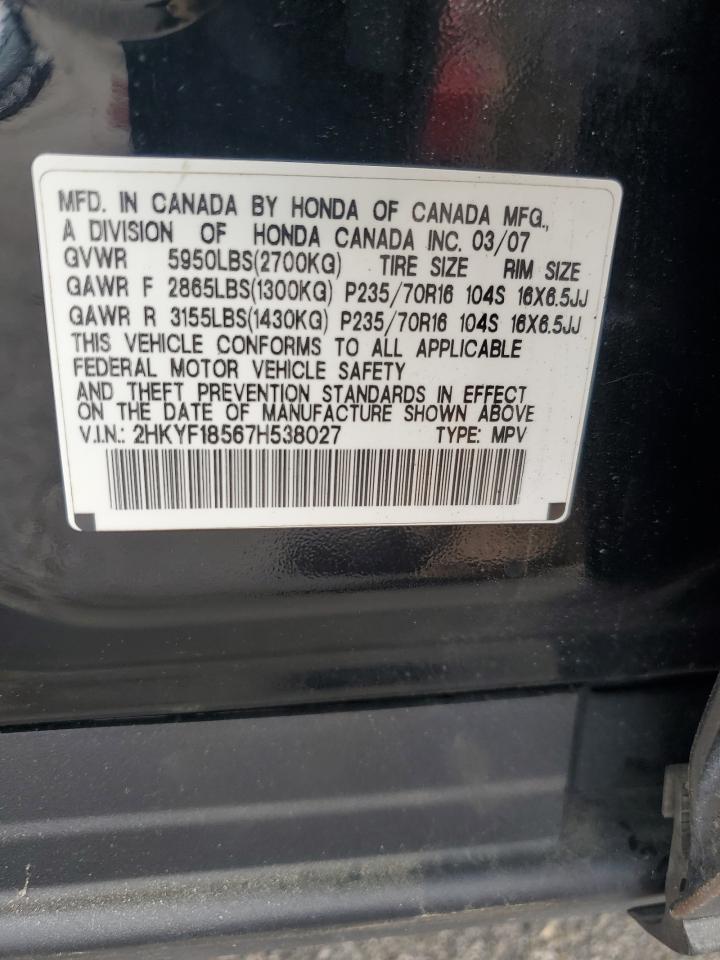 MFD. IN CANADA BY HONDA OF CANADA MFG.,
A DIVISION OF HONDA CANADA INC. 03/07
GVWR 5950LBS(2700KG) TIRE SIZE RIM SIZE
GAWR F 2865LBS(1300KG) P235/70R16 104S 16X6.5JJ
GAWR R 3155LBS(1430KG) P235/70R16 104S 16X6.5JJ
THIS VEHICLE CONFORMS TO ALL APPLICABLE
FEDERAL MOTOR VEHICLE SAFETY
AND THEFT PREVENTION STANDARDS IN EFFECT
ON THE DATE OF MANUFACTURE SHOWN ABOVE
V.I.N.: 2HKYF18567H538027 TYPE: MPV